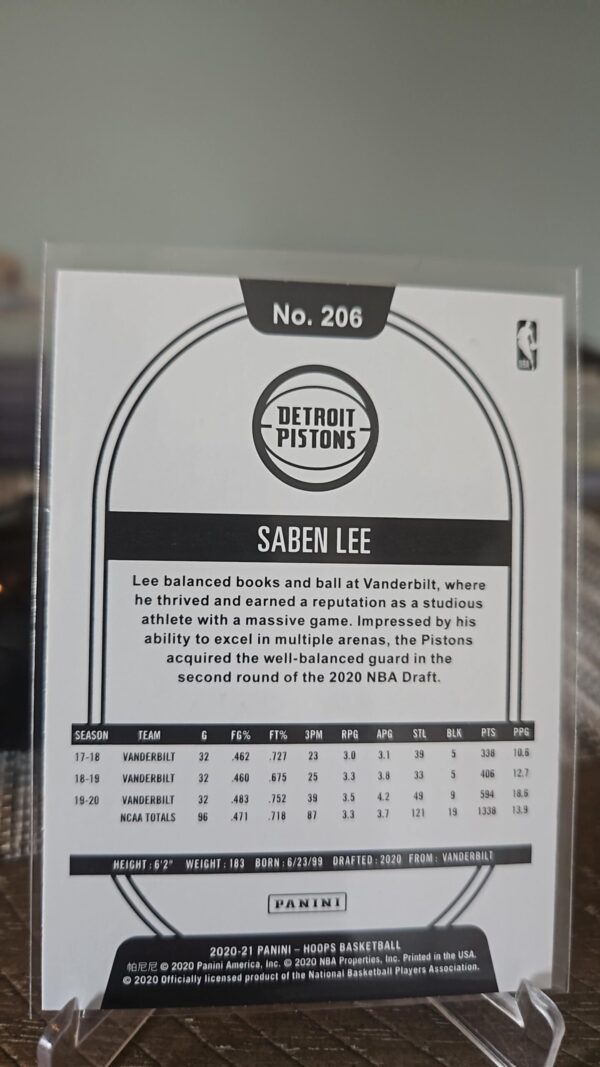 No. 206
DETROIT
PISTONS
SABEN LEE
Lee balanced books and ball at Vanderbilt, where
he thrived and earned a reputation as a studious
athlete with a massive game. Impressed by his
ability to excel in multiple arenas, the Pistons
acquired the well-balanced guard in the
second round of the 2020 NBA Draft.
SEASON TEAM G FG% FT% 3PM RPG APG STL BLK PTS PPG
17-18 VANDERBILT 32 .462 .727 23 3.0 3.1 39 5 338 10.6
18-19 VANDERBILT 32 .460 .675 25 3.3 3.8 33 5 406 12.7
19-20 VANDERBILT 32 .483 .752 39 3.5 4.2 49 9 594 18.6
NCAA TOTALS 96 .471 .718 87 3.3 3.7 121 19 1338 13.9
HEIGHT : 6'2" WEIGHT : 183 BORN : 6/23/99 DRAFTED : 2020 FROM : VANDERBILT
PANINI
2020-21 PANINI – HOOPS BASKETBALL
帕尼尼 © 2020 Panini America, Inc. © 2020 NBA Properties, Inc. Printed in the USA.
© 2020 Officially licensed product of the National Basketball Players Association.